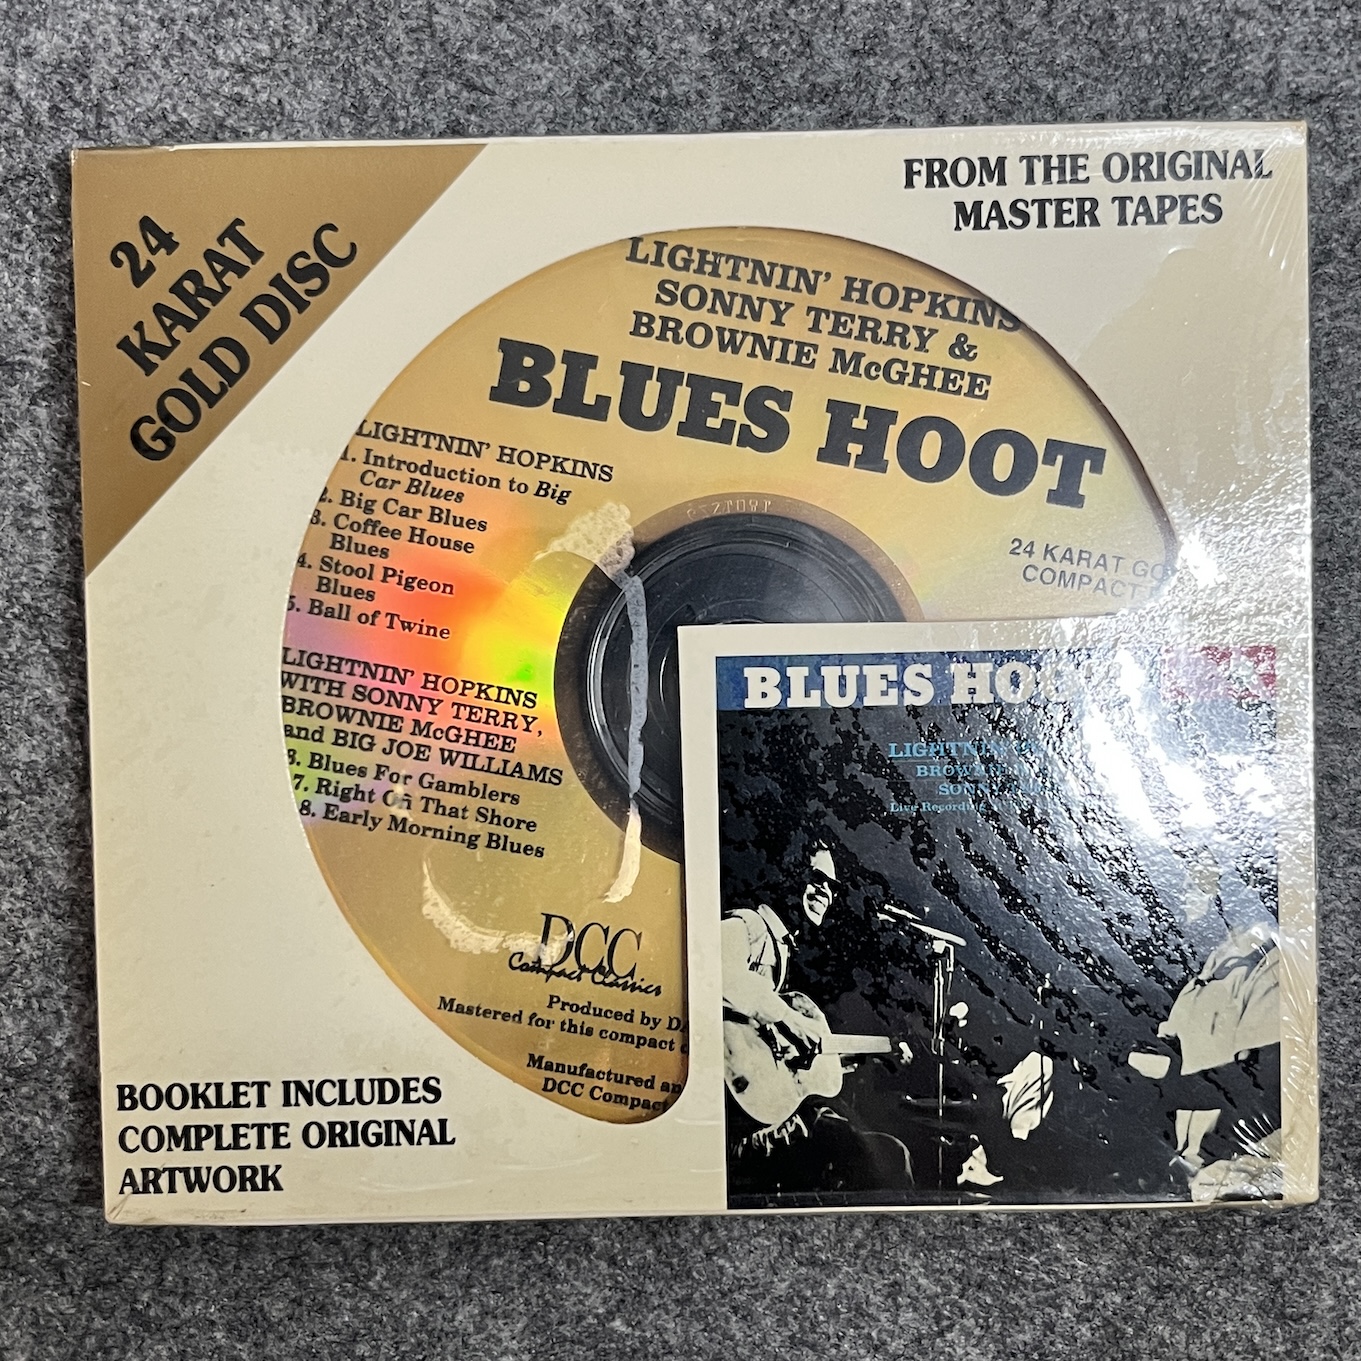 24
KARAT
GOLD DISC
FROM THE ORIGINAL
MASTER TAPES
LIGHTNIN' HOPKINS
SONNY TERRY &
BROWNIE McGHEE
BLUES HOOT
LIGHTNIN' HOPKINS
1. Introduction to Big
Car Blues
2. Big Car Blues
3. Coffee House
Blues
4. Stool Pigeon
Blues
5. Ball of Twine
24 KARAT GO
COMPACT
LIGHTNIN' HOPKINS
WITH SONNY TERRY,
BROWNIE McGHEE
and BIG JOE WILLIAMS
6. Blues For Gamblers
7. Right On That Shore
8. Early Morning Blues
DCC
Compact Classics
Produced by
Mastered for this compact
Manufactured an
DCC Compact
BLUES HO
LIGHTNIN'
Live Recording
BOOKLET INCLUDES
COMPLETE ORIGINAL
ARTWORK